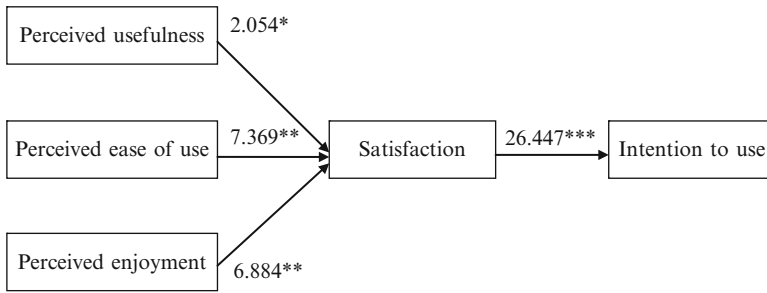 Perceived usefulness
2.054*
Perceived ease of use
7.369**
Satisfaction
26.447***
Intention to use
Perceived enjoyment
6.884**